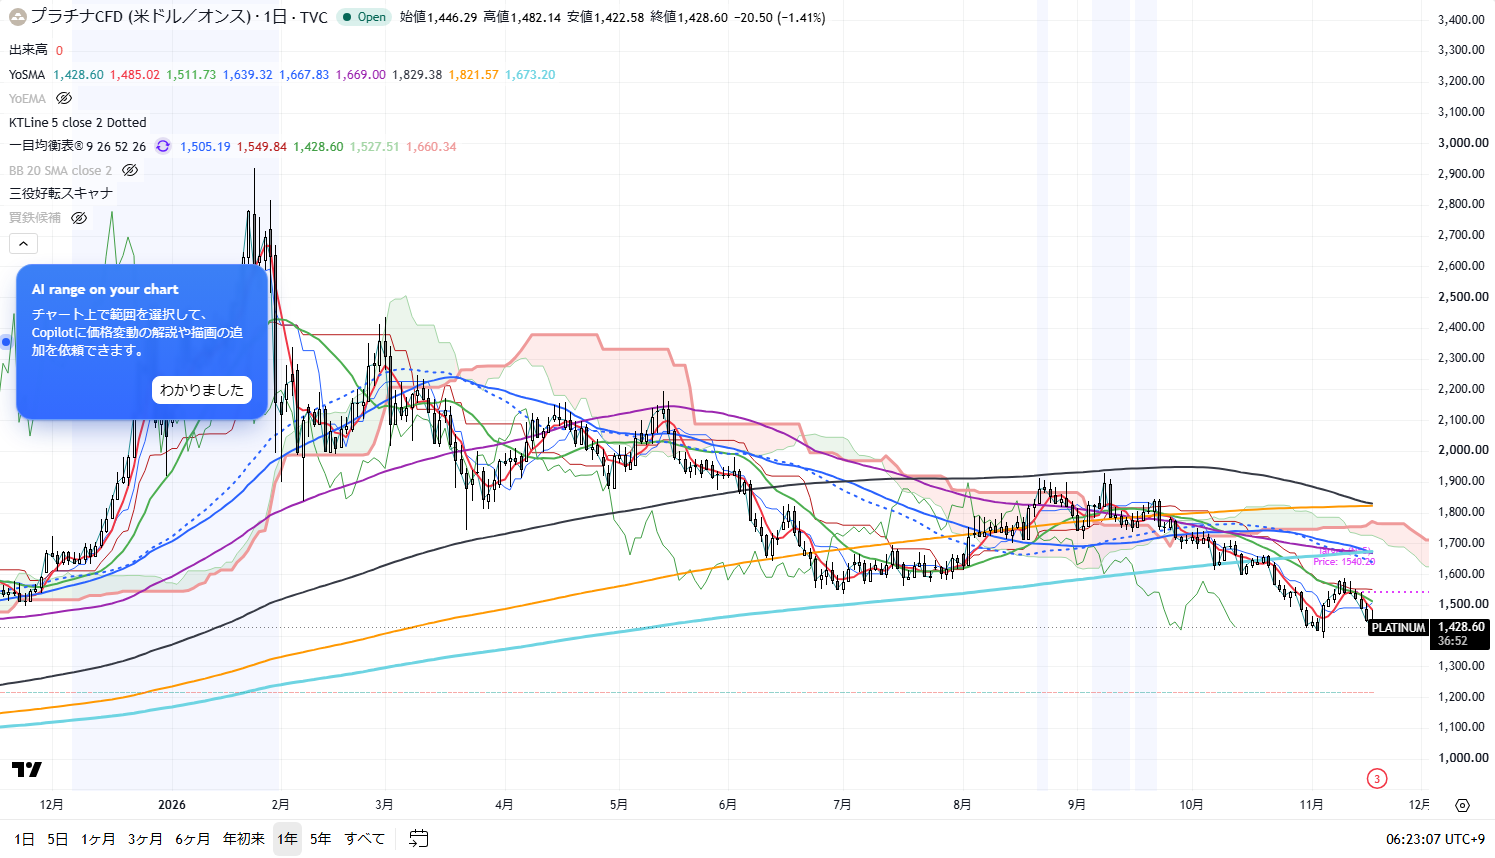 プラチナCFD (米ドル／オンス) · 1日 · TVC Open 始値1,446.29 高値1,482.14 安値1,422.58 終値1,428.60 −20.50 (−1.41%)
出来高 0
YoSMA 1,428.60 1,485.02 1,511.73 1,639.32 1,667.83 1,669.00 1,829.38 1,821.57 1,673.20
YoEMA
KTLine 5 close 2 Dotted
一目均衡表® 9 26 52 26 1,505.19 1,549.84 1,428.60 1,527.51 1,660.34
BB 20 SMA close 2
三役好転スキャナ
買鉄候補
AI range on your chart
チャート上で範囲を選択して、
Copilotに価格変動の解説や描画の追
加を依頼できます。
わかりました
3,400.00
3,300.00
3,200.00
3,100.00
3,000.00
2,900.00
2,800.00
2,700.00
2,600.00
2,500.00
2,400.00
2,300.00
2,200.00
2,100.00
2,000.00
1,900.00
1,800.00
1,700.00
1,600.00
1,500.00
Price: 1540.20
PLATINUM 1,428.60
36:52
1,300.00
1,200.00
1,100.00
1,000.00
3
12月 2026 2月 3月 4月 5月 6月 7月 8月 9月 10月 11月 12月
1日 5日 1ヶ月 3ヶ月 6ヶ月 年初来 1年 5年 すべて
06:23:07 UTC+9